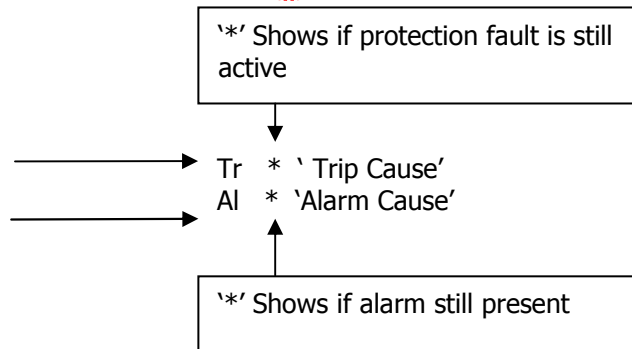 ‘*’ Shows if protection fault is still
active
Tr * ‘ Trip Cause’
Al * ‘Alarm Cause’
‘*’ Shows if alarm still present